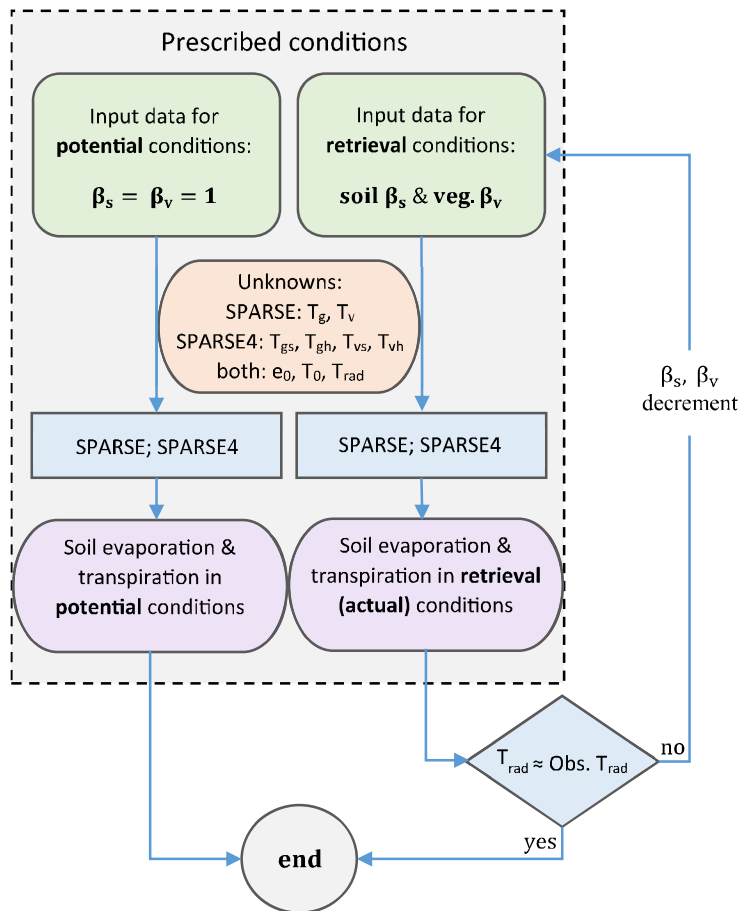 Prescribed conditions
Input data for
potential conditions:
βs = βv = 1
Input data for
retrieval conditions:
soil βs & veg. βv
Unknowns:
SPARSE: Tg, Tv
SPARSE4: Tgs, Tgh, Tvs, Tvh
both: e0, T0, Trad
βs, βv
decrement
SPARSE; SPARSE4
SPARSE; SPARSE4
Soil evaporation &
transpiration in
potential conditions
Soil evaporation &
transpiration in retrieval
(actual) conditions
Trad ≈ Obs. Trad
no
yes
end